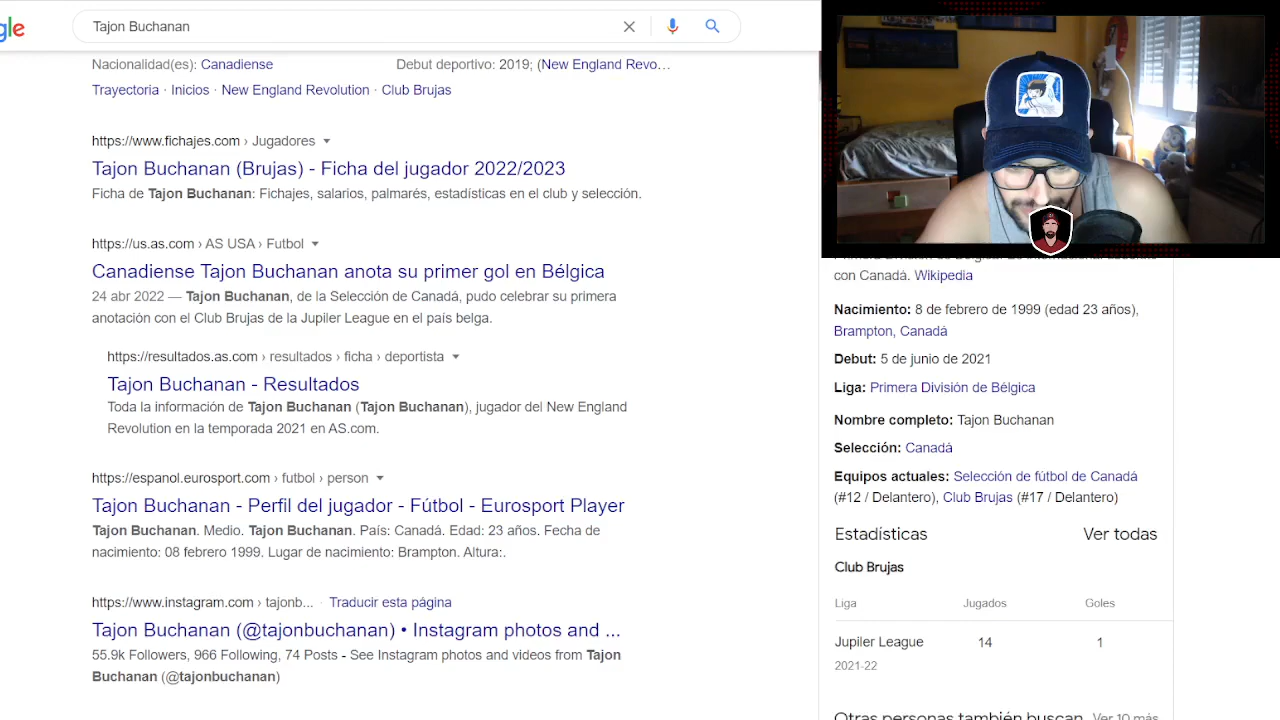 gle
Tajon Buchanan
Nacionalidad(es): Canadiense
Debut deportivo: 2019; (New England Revo…
Trayectoria · Inicios · New England Revolution · Club Brujas
https://www.fichajes.com › Jugadores
Tajon Buchanan (Brujas) - Ficha del jugador 2022/2023
Ficha de Tajon Buchanan: Fichajes, salarios, palmarés, estadísticas en el club y selección.
https://us.as.com › AS USA › Futbol
Canadiense Tajon Buchanan anota su primer gol en Bélgica
24 abr 2022 — Tajon Buchanan, de la Selección de Canadá, pudo celebrar su primera
anotación con el Club Brujas de la Jupiler League en el país belga.
https://resultados.as.com › resultados › ficha › deportista
Tajon Buchanan - Resultados
Toda la información de Tajon Buchanan (Tajon Buchanan), jugador del New England
Revolution en la temporada 2021 en AS.com.
https://espanol.eurosport.com › futbol › person
Tajon Buchanan - Perfil del jugador - Fútbol - Eurosport Player
Tajon Buchanan. Medio. Tajon Buchanan. País: Canadá. Edad: 23 años. Fecha de
nacimiento: 08 febrero 1999. Lugar de nacimiento: Brampton. Altura:.
https://www.instagram.com › tajonb... · Traducir esta página
Tajon Buchanan (@tajonbuchanan) • Instagram photos and ...
55.9k Followers, 966 Following, 74 Posts - See Instagram photos and videos from Tajon
Buchanan (@tajonbuchanan)
con Canadá. Wikipedia
Nacimiento: 8 de febrero de 1999 (edad 23 años),
Brampton, Canadá
Debut: 5 de junio de 2021
Liga: Primera División de Bélgica
Nombre completo: Tajon Buchanan
Selección: Canadá
Equipos actuales: Selección de fútbol de Canadá
(#12 / Delantero), Club Brujas (#17 / Delantero)
Estadísticas
Ver todas
Club Brujas
Liga Jugados Goles
Jupiler League 14 1
2021-22
Otras personas también buscan
Ver 10 más